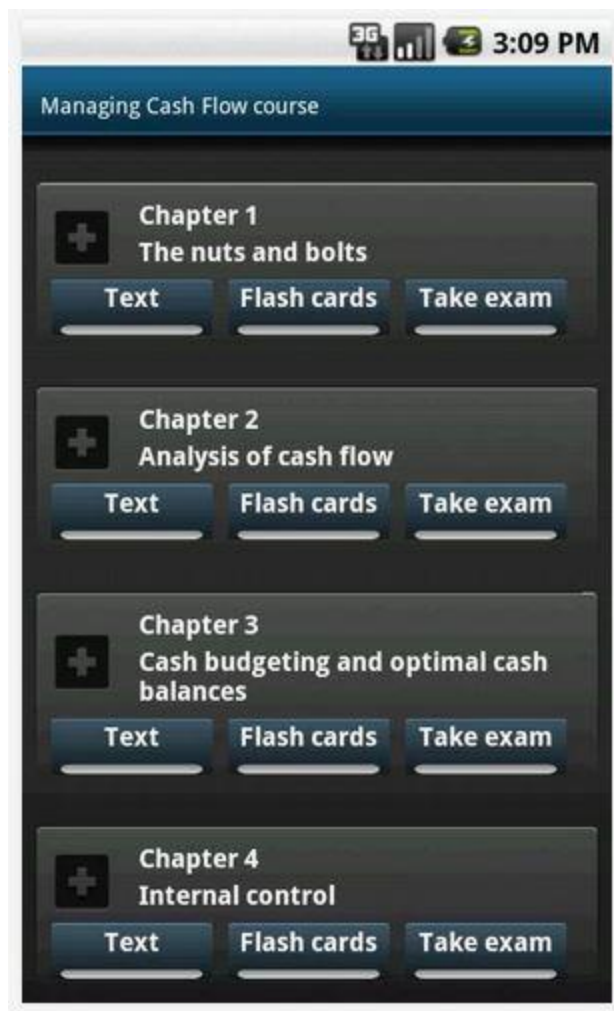 3G 3:09 PM
Managing Cash Flow course
Chapter 1
The nuts and bolts
Text Flash cards Take exam
Chapter 2
Analysis of cash flow
Text Flash cards Take exam
Chapter 3
Cash budgeting and optimal cash
balances
Text Flash cards Take exam
Chapter 4
Internal control
Text Flash cards Take exam